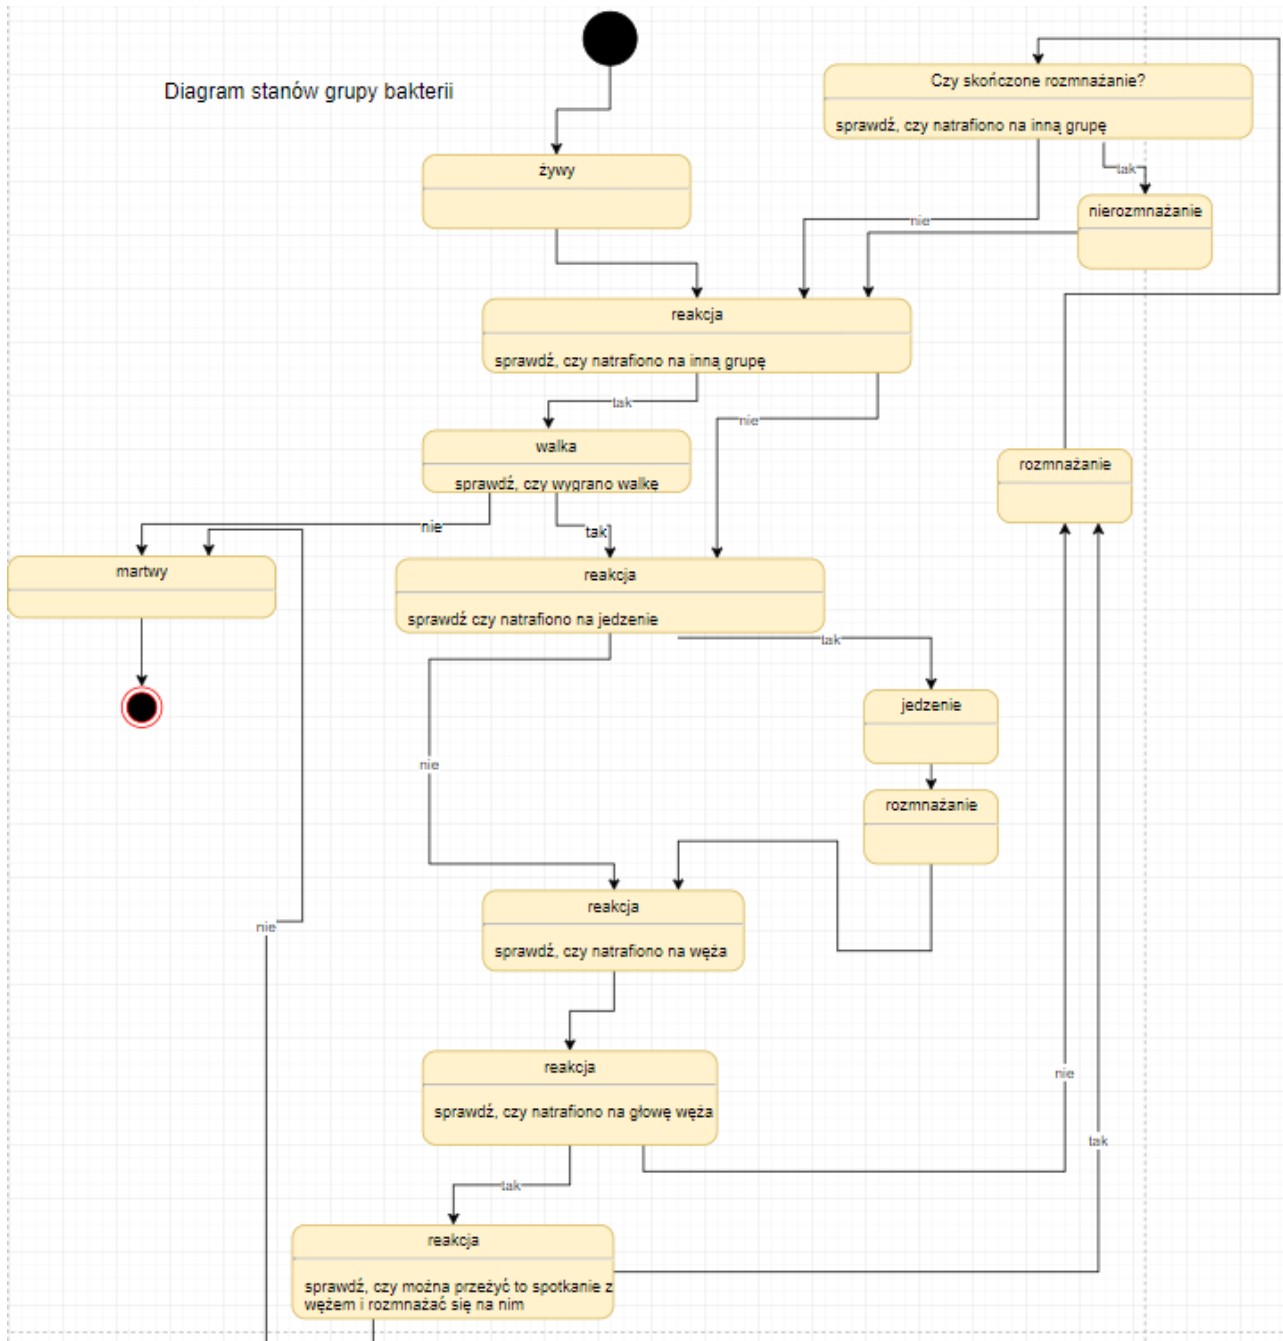 Diagram stanów grupy bakterii
Czy skończone rozmnażanie?
sprawdź, czy natrafiono na inną grupę
tak
nierozmnażanie
nie
żywy
reakcja
sprawdź, czy natrafiono na inną grupę
tak
nie
walka
sprawdź, czy wygrano walkę
rozmnażanie
nie
tak
martwy
reakcja
sprawdź czy natrafiono na jedzenie
tak
jedzenie
nie
rozmnażanie
reakcja
sprawdź, czy natrafiono na węża
nie
reakcja
sprawdź, czy natrafiono na głowę węża
nie
tak
tak
reakcja
sprawdź, czy można przeżyć to spotkanie z
wężem i rozmnażać się na nim